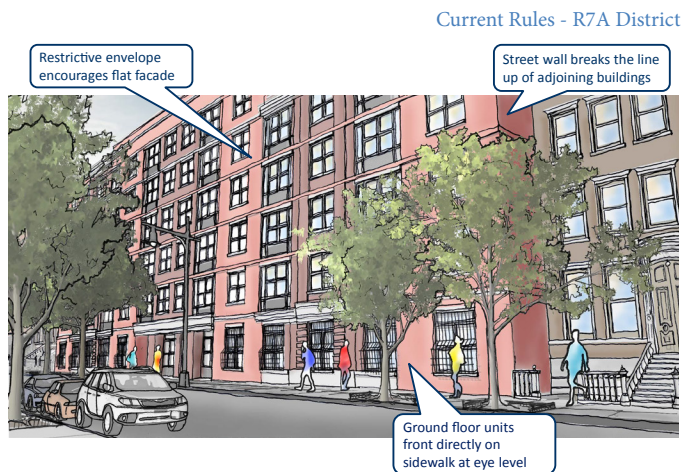 Current Rules - R7A District
Restrictive envelope
encourages flat facade
Street wall breaks the line
up of adjoining buildings
Ground floor units
front directly on
sidewalk at eye level